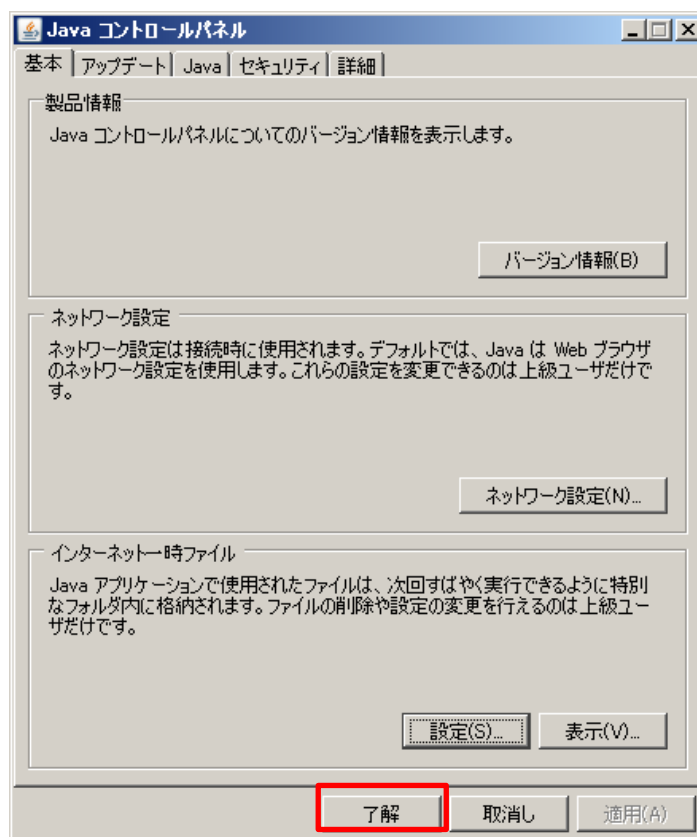 Java コントロールパネル
基本 アップデート Java セキュリティ 詳細
製品情報
Java コントロールパネルについてのバージョン情報を表示します。
バージョン情報(B)
ネットワーク設定
ネットワーク設定は接続時に使用されます。デフォルトでは、Java は Web ブラウザ
のネットワーク設定を使用します。これらの設定を変更できるのは上級ユーザだけで
す。
ネットワーク設定(N)...
インターネット一時ファイル
Java アプリケーションで使用されたファイルは、次回すばやく実行できるように特別
なフォルダ内に格納されます。ファイルの削除や設定の変更を行えるのは上級ユー
ザだけです。
設定(S)... 表示(V)...
了解 取消し 適用(A)